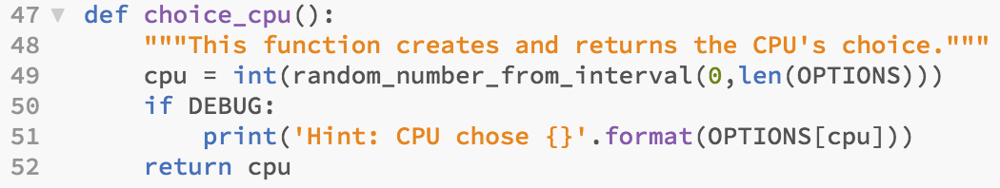 47 ▼ def choice_cpu():
48 """This function creates and returns the CPU's choice."""
49 cpu = int(random_number_from_interval(0,len(OPTIONS)))
50 if DEBUG:
51 print('Hint: CPU chose {}'.format(OPTIONS[cpu]))
52 return cpu